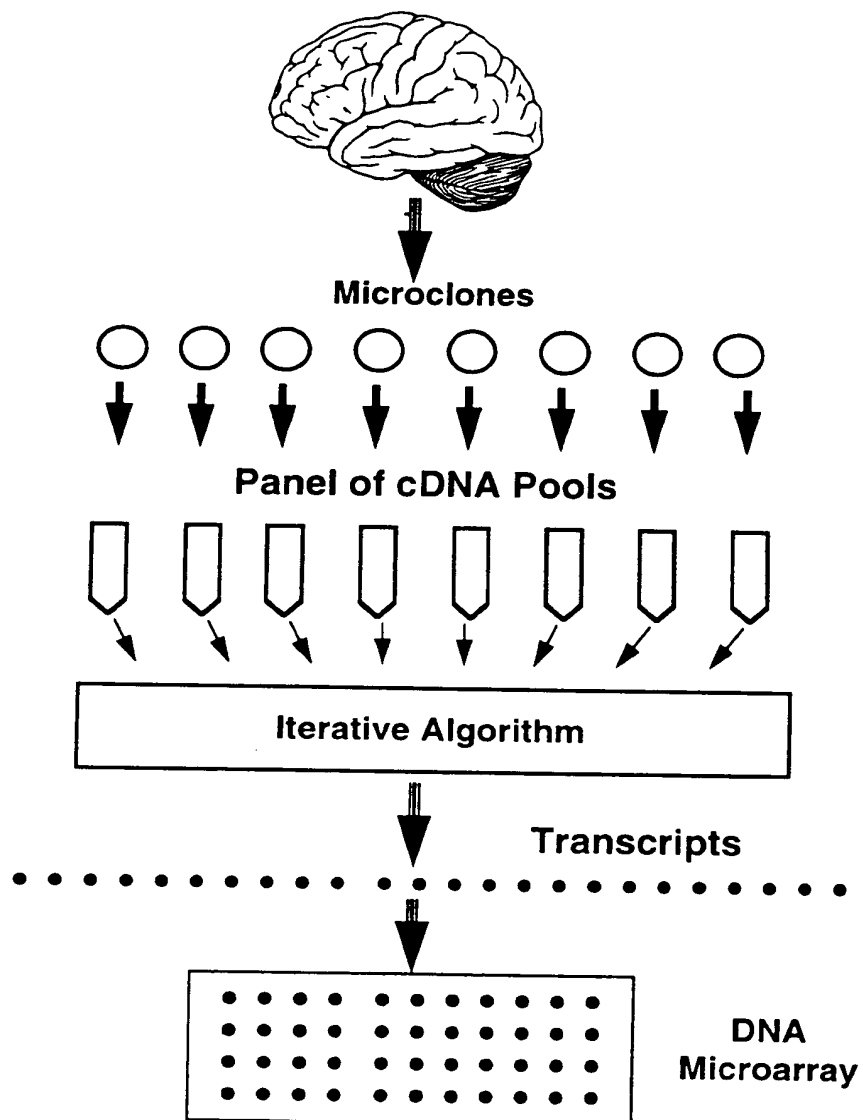 Microclones
Panel of cDNA Pools
Iterative Algorithm
Transcripts
DNA
Microarray